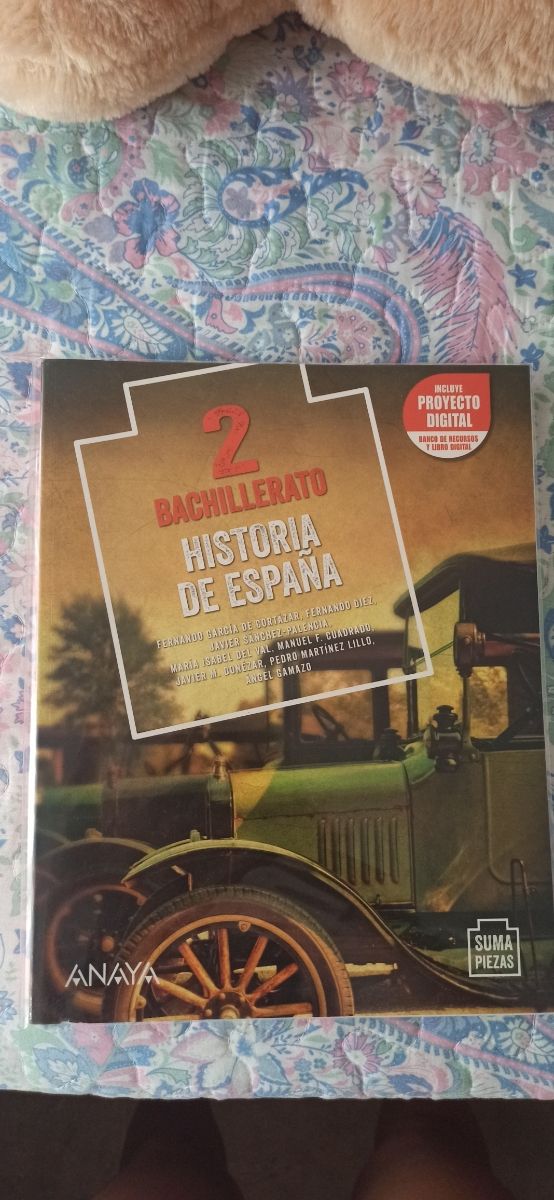 INCLUYE
PROYECTO
DIGITAL
BANCO DE RECURSOS
Y LIBRO DIGITAL
2
BACHILLERATO
HISTORIA
DE ESPAÑA
FERNANDO GARCÍA DE CORTÁZAR, FERNANDO DÍEZ,
JAVIER SÁNCHEZ-PALENCIA,
MARÍA ISABEL DEL VAL, MANUEL F. CUADRADO,
JAVIER M. DONÉZAR, PEDRO MARTÍNEZ LILLO,
ÁNGEL GAMAZO
SUMA
PIEZAS
ANAYA